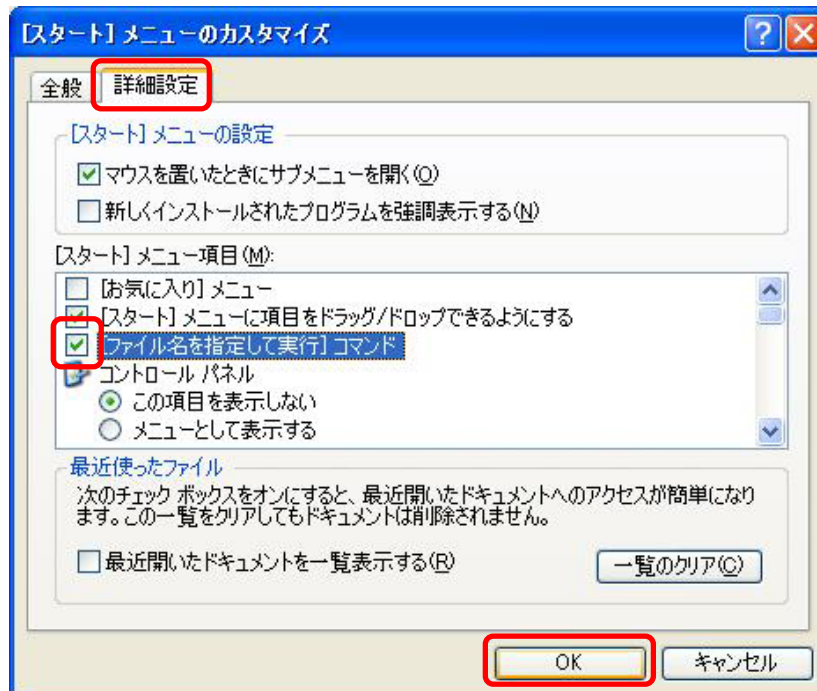 [スタート] メニューのカスタマイズ
全般
詳細設定
[スタート] メニューの設定
マウスを置いたときにサブメニューを開く(O)
新しくインストールされたプログラムを強調表示する(N)
[スタート] メニュー項目(M):
[お気に入り] メニュー
[スタート] メニューに項目をドラッグ/ドロップできるようにする
[ファイル名を指定して実行] コマンド
コントロール パネル
この項目を表示しない
メニューとして表示する
最近使ったファイル
次のチェック ボックスをオンにすると、最近開いたドキュメントへのアクセスが簡単になり
ます。この一覧をクリアしてもドキュメントは削除されません。
最近開いたドキュメントを一覧表示する(R)
一覧のクリア(C)
OK
キャンセル